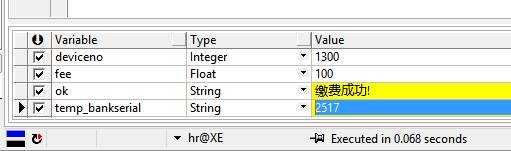 Variable Type Value
deviceno Integer 1300
fee Float 100
ok String 缴费成功!
temp_bankserial String 2517
hr@XE Executed in 0.068 seconds